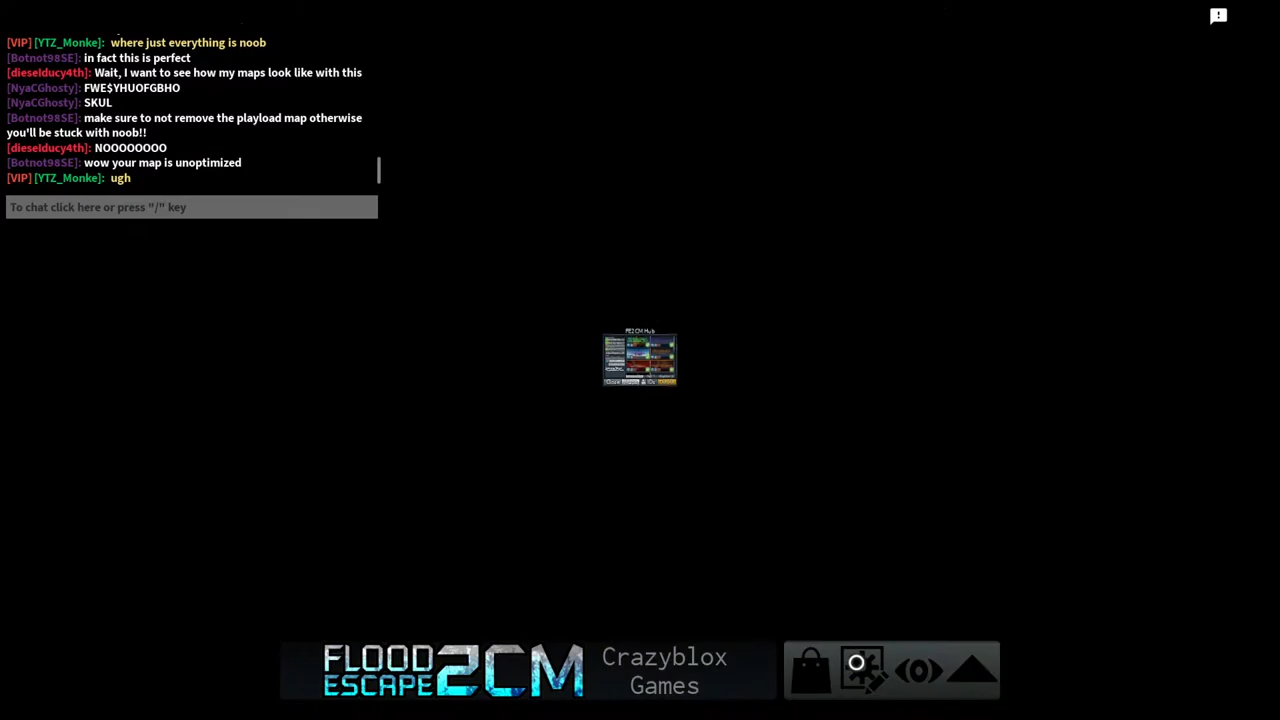 [VIP] [YTZ_Monke]: where just everything is noob
[Botnot98SE]: in fact this is perfect
[dieselducy4th]: Wait, I want to see how my maps look like with this
[NyaCGhosty]: FWE$YHUOFGBHO
[NyaCGhosty]: SKUL
[Botnot98SE]: make sure to not remove the playload map otherwise
you'll be stuck with noob!!
[dieselducy4th]: NOOOOOOOO
[Botnot98SE]: wow your map is unoptimized
[VIP] [YTZ_Monke]: ugh
To chat click here or press "/" key
FE2 CM Hub
FLOOD
ESCAPE
2CM
Crazyblox
Games